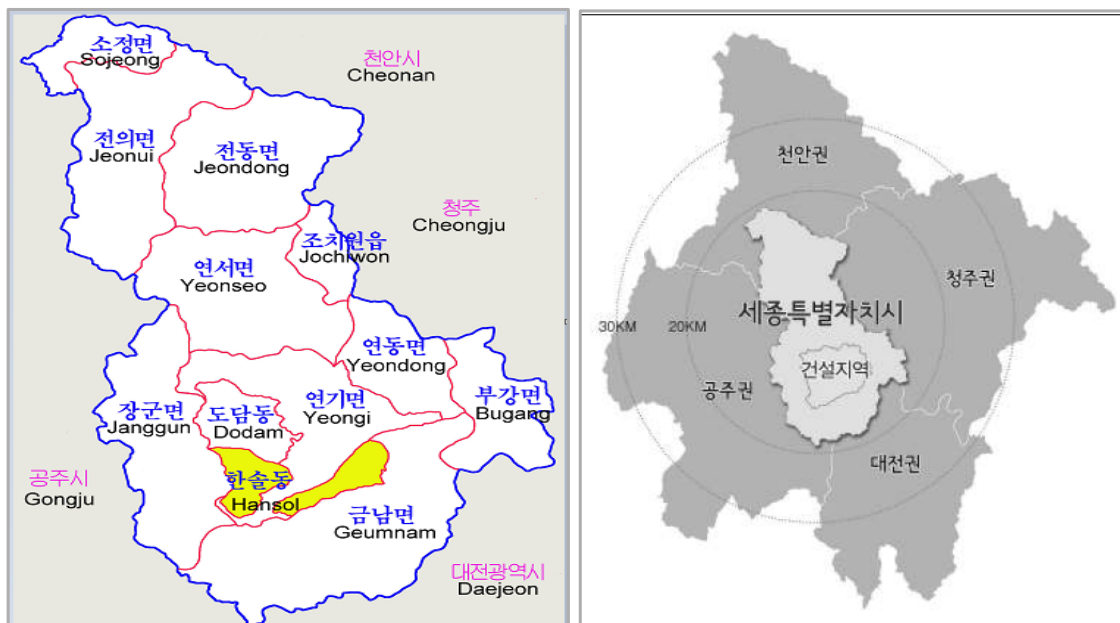 소정면
Sojeong
천안시
Cheonan
전의면
Jeonui
전동면
Jeondong
청주
Cheongju
조치원읍
Jochiwon
연서면
Yeonseo
연동면
Yeondong
부강면
Bugang
연기면
Yeongi
도담동
Dodam
장군면
Janggun
한솔동
Hansol
공주시
Gongju
금남면
Geumnam
대전광역시
Daejeon
천안권
청주권
세종특별자치시
30KM
20KM
건설지역
공주권
대전권